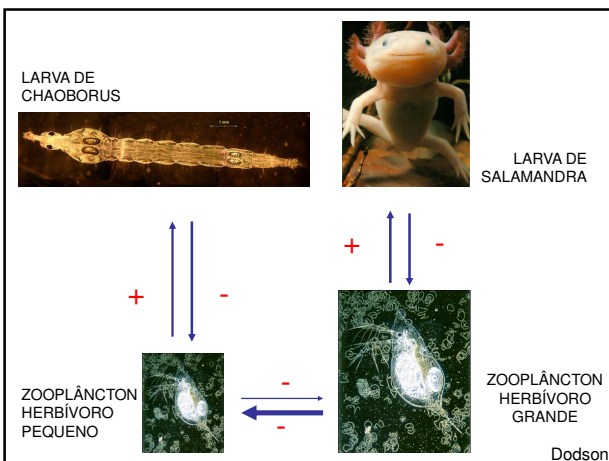 LARVA DE
CHAOBORUS
LARVA DE
SALAMANDRA
+
-
+
-
ZOOPLÂNCTON
HERBÍVORO
PEQUENO
-
-
ZOOPLÂNCTON
HERBÍVORO
GRANDE
Dodson